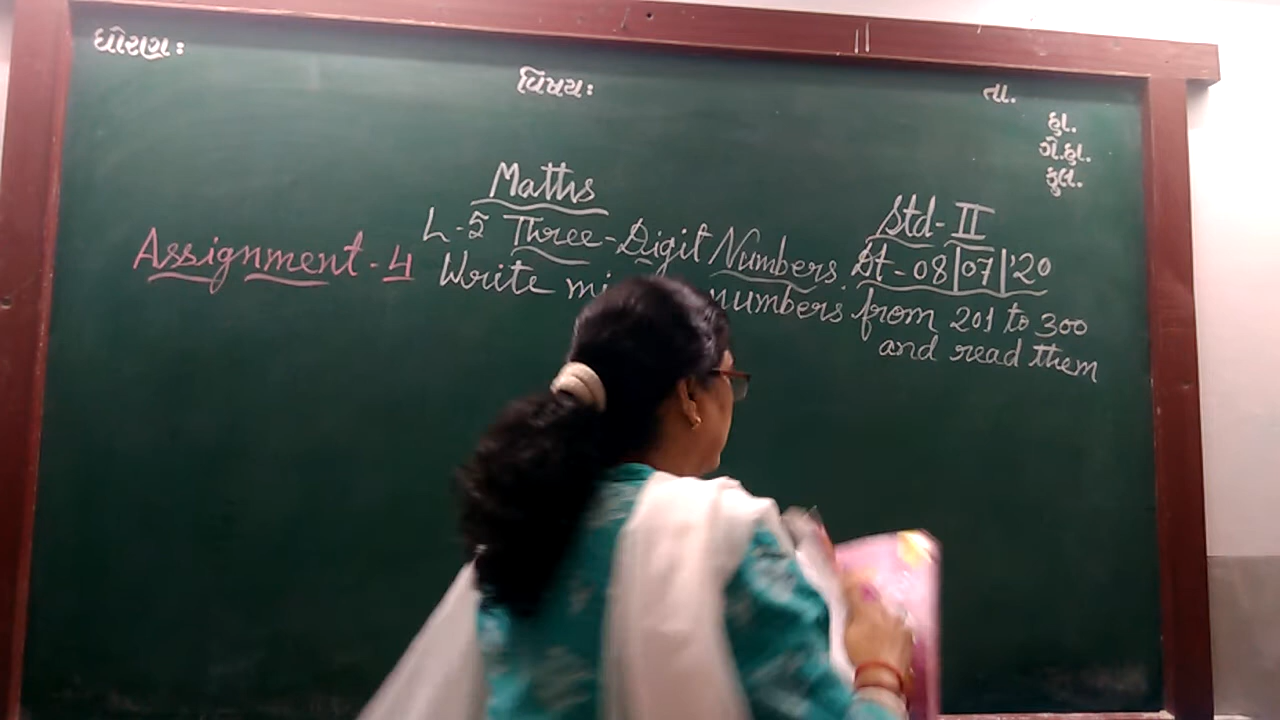 ધોરણ:
વિષય:
તા.
હા.
ગે.હા.
કુલ.
Maths
Std-II
L-5 Three-Digit Numbers. Dt-08|07|'20
Assignment-4 Write numbers from 201 to 300
and read them